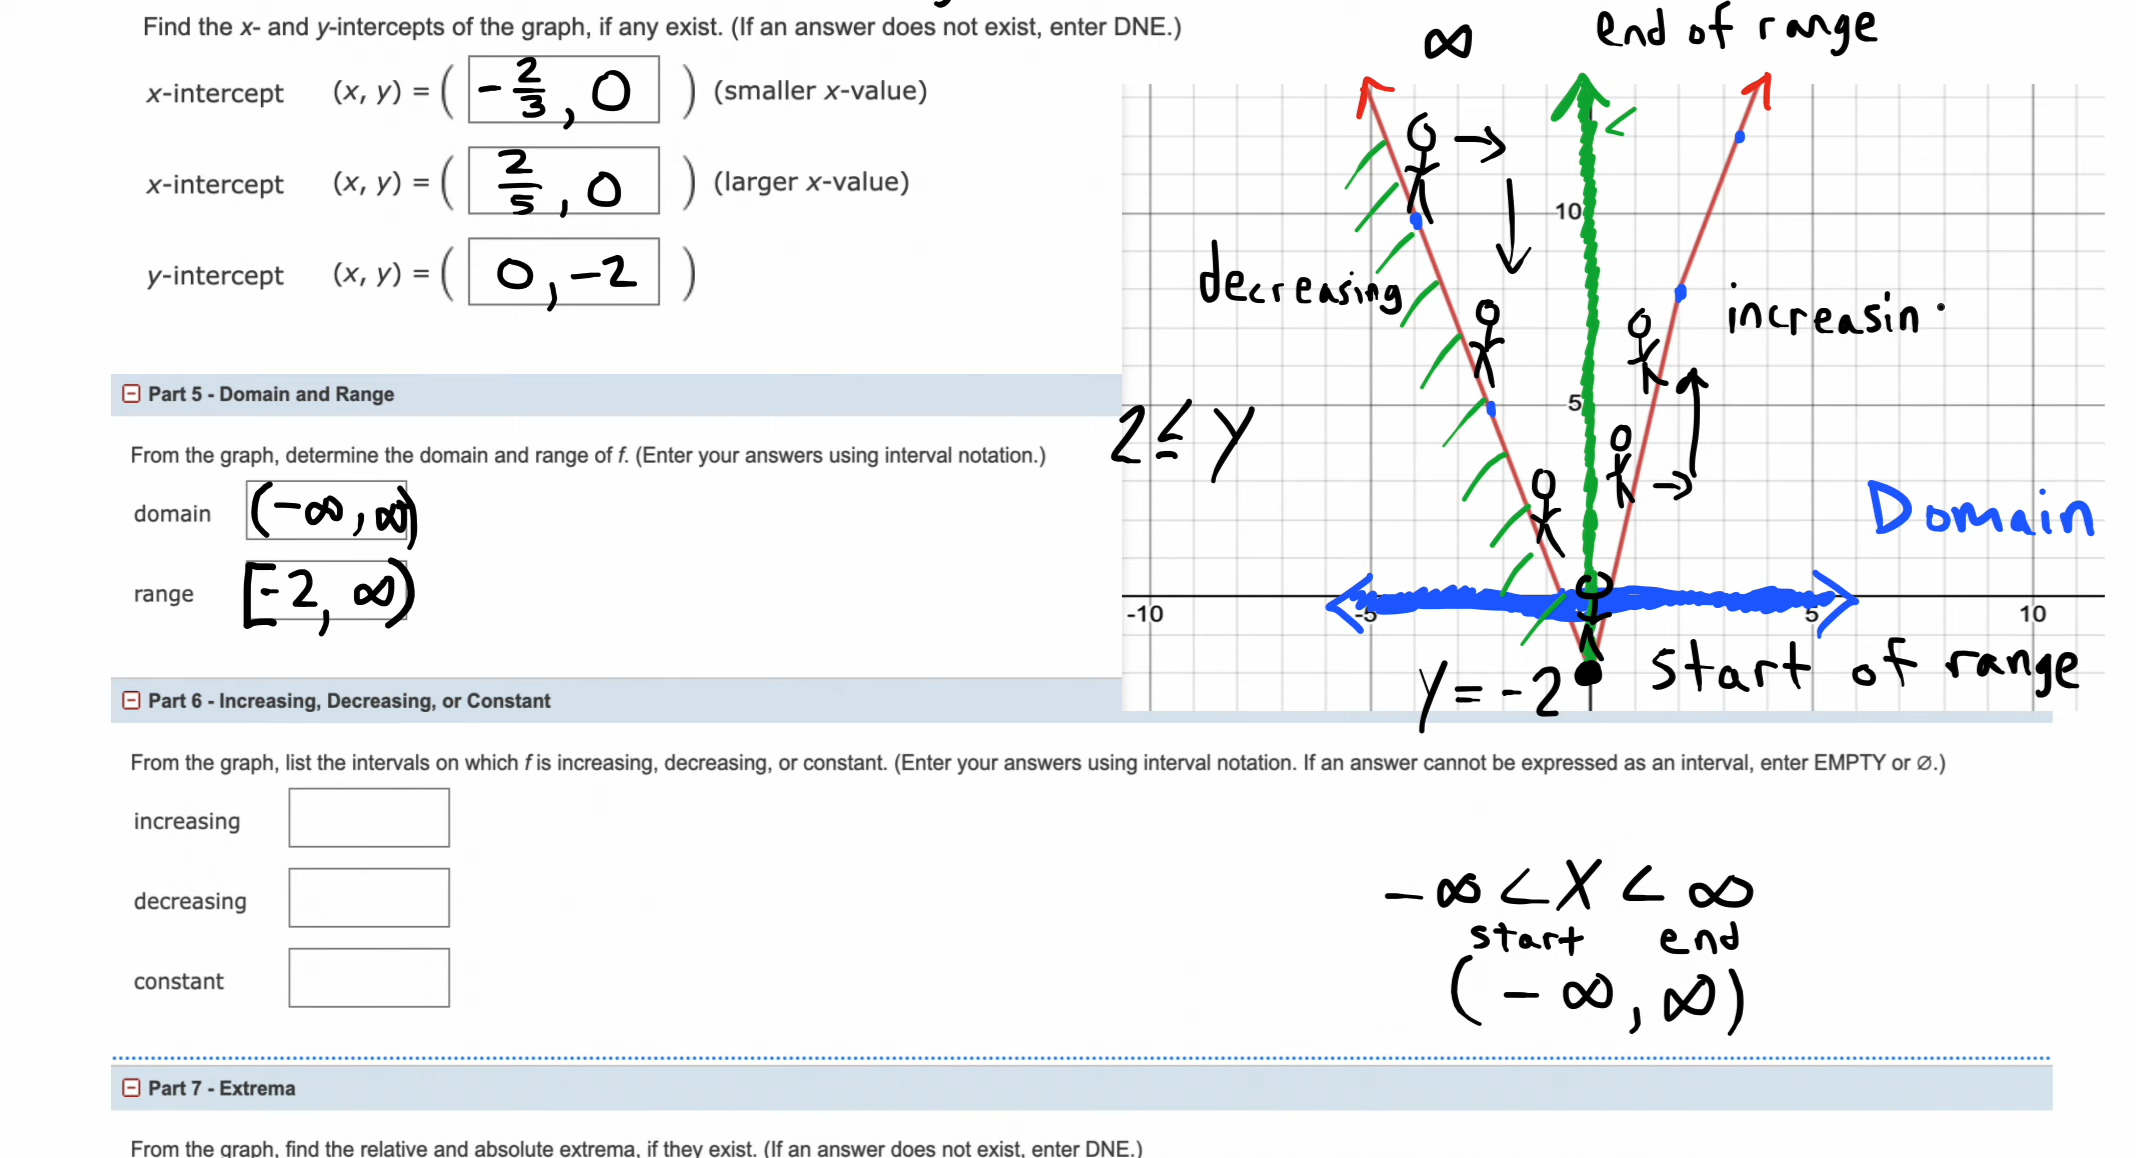 Find the x- and y-intercepts of the graph, if any exist. (If an answer does not exist, enter DNE.)
x-intercept (x, y) = ( -2/3, 0 ) (smaller x-value)
x-intercept (x, y) = ( 2/5, 0 ) (larger x-value)
y-intercept (x, y) = ( 0, -2 )
∞
end of range
10
decreasing
increasin
5
2 ≤ y
Domain
-10
-5
5
10
y = -2
start of range
Part 5 - Domain and Range
From the graph, determine the domain and range of f. (Enter your answers using interval notation.)
domain (-∞, ∞)
range [-2, ∞)
Part 6 - Increasing, Decreasing, or Constant
From the graph, list the intervals on which f is increasing, decreasing, or constant. (Enter your answers using interval notation. If an answer cannot be expressed as an interval, enter EMPTY or ∅.)
increasing
decreasing
constant
-∞ < X < ∞
start end
(-∞, ∞)
Part 7 - Extrema
From the graph, find the relative and absolute extrema, if they exist. (If an answer does not exist, enter DNE.)